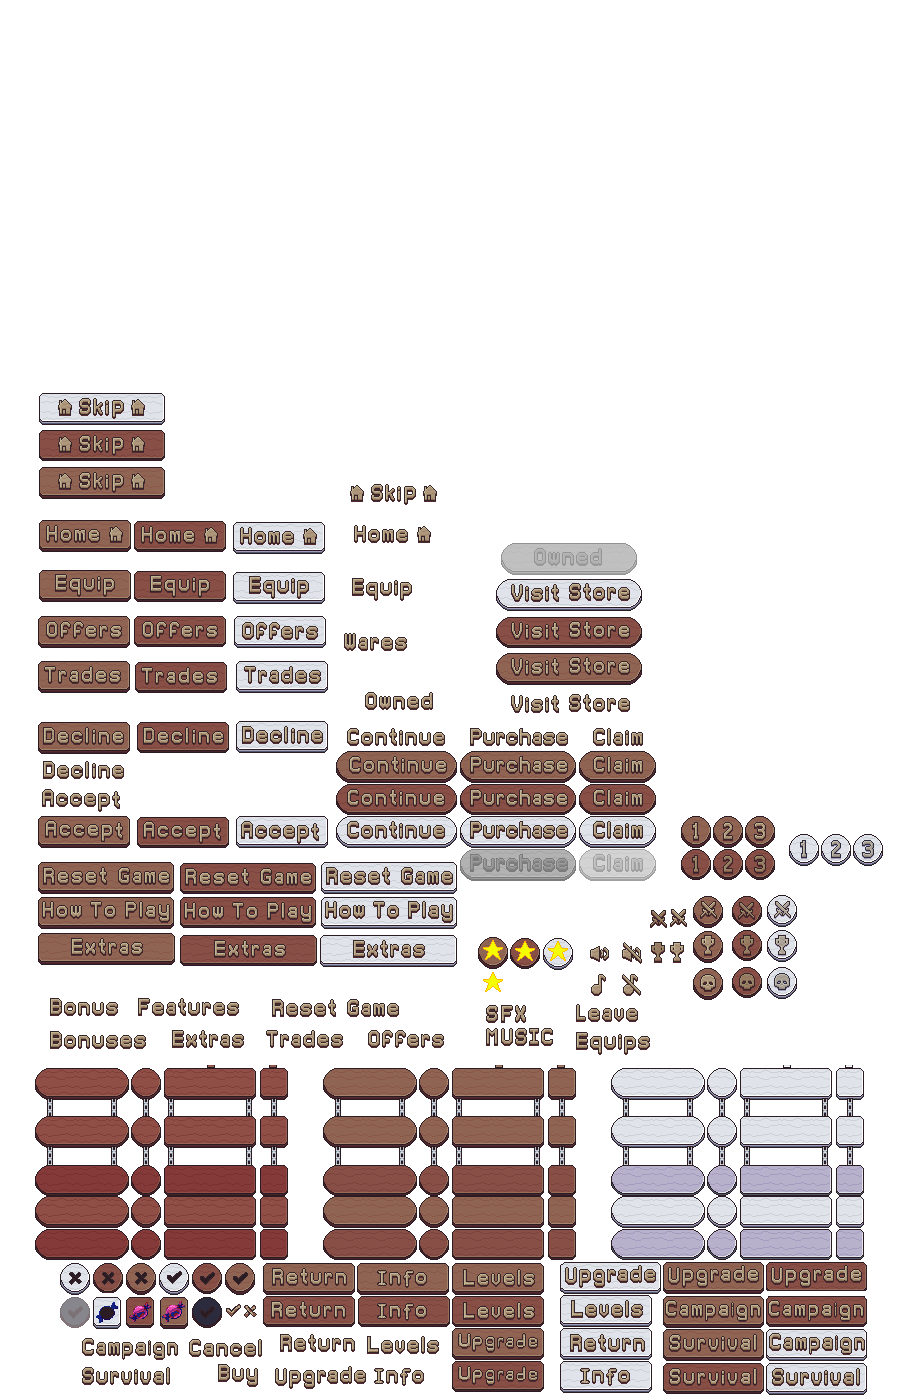 Skip
Skip
Skip
Skip
Home Home Home Home
Owned
Equip Equip Equip Equip
Visit Store
Offers Offers Offers
Visit Store
Wares
Visit Store
Trades Trades Trades
Owned
Visit Store
Decline Decline Decline
Continue Purchase Claim
Decline
Continue Purchase Claim
Accept
Continue Purchase Claim
Accept Accept Accept
Continue Purchase Claim
1 2 3
1 2 3
1 2 3
Purchase Claim
Reset Game Reset Game Reset Game
How To Play How To Play How To Play
Extras Extras Extras
Bonus Features Reset Game
SFX Leave
Bonuses Extras Trades Offers
MUSIC Equips
Return Info Levels Upgrade Upgrade Upgrade
Return Info Levels Levels Campaign Campaign
Campaign Cancel Return Levels Upgrade Return Survival Campaign
Survival Buy Upgrade Info Upgrade Info Survival Survival